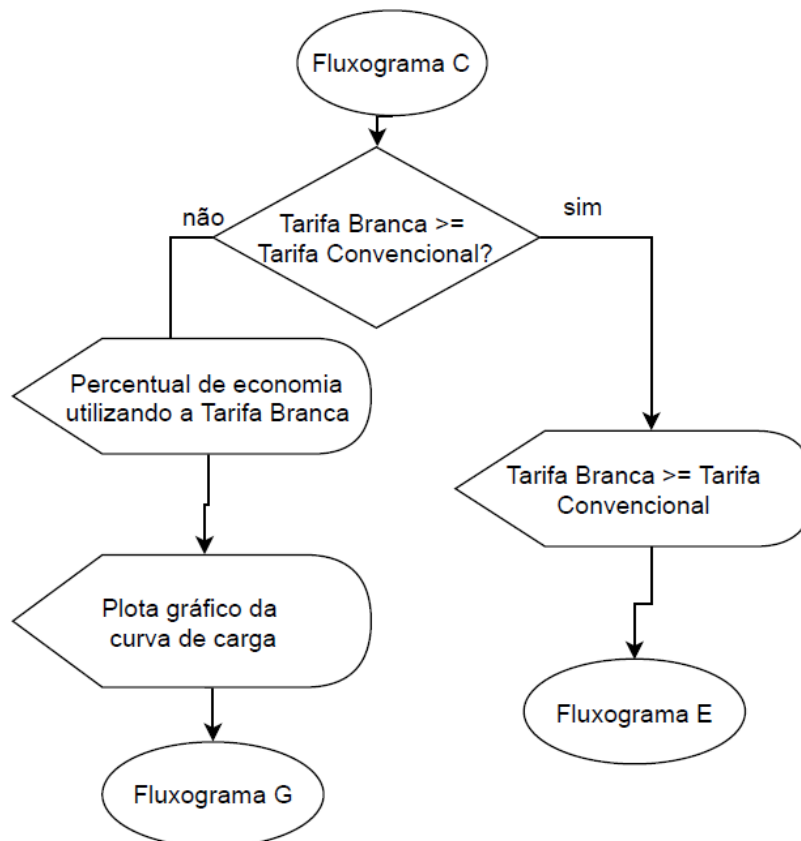 Fluxograma C
não
sim
Tarifa Branca >=
Tarifa Convencional?
Percentual de economia
utilizando a Tarifa Branca
Tarifa Branca >= Tarifa
Convencional
Plota gráfico da
curva de carga
Fluxograma E
Fluxograma G